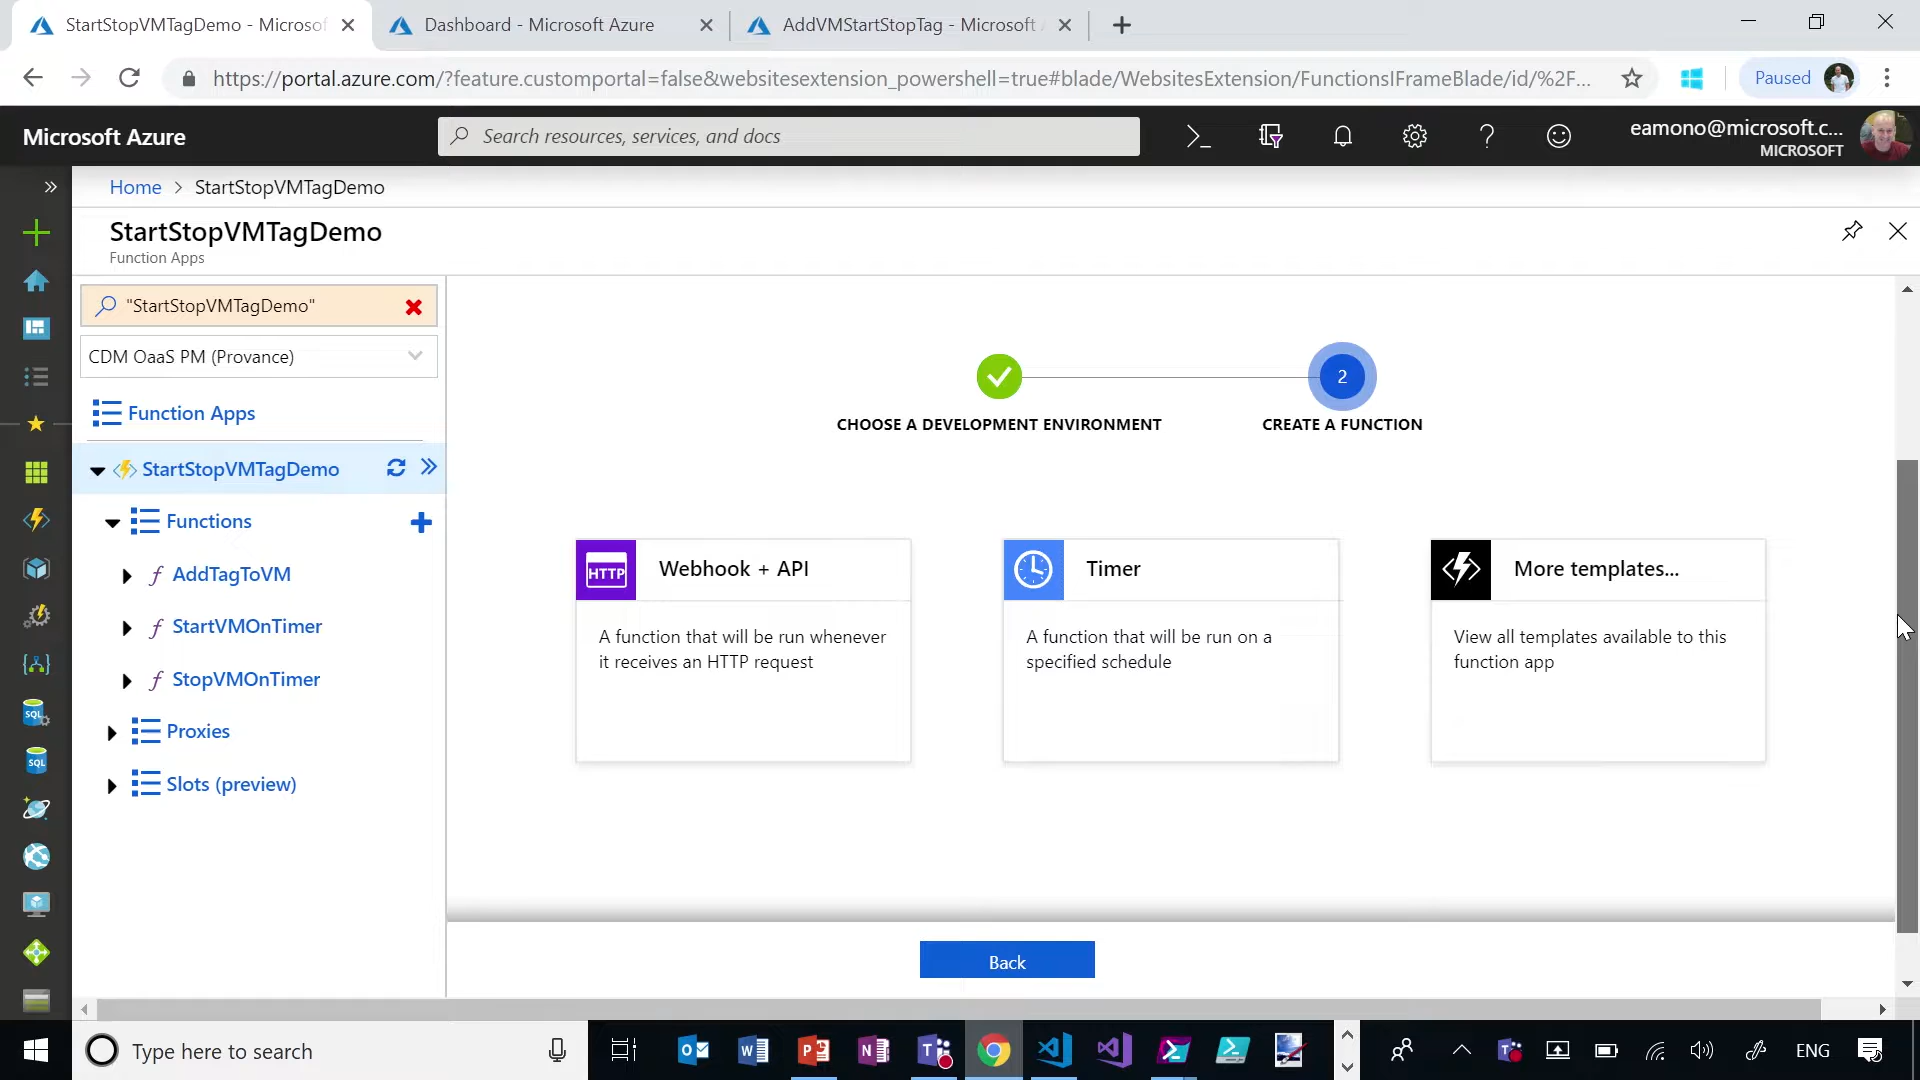 StartStopVMTagDemo - Microsof
Dashboard - Microsoft Azure
AddVMStartStopTag - Microsoft A
https://portal.azure.com/?feature.customportal=false&websitesextension_powershell=true#blade/WebsitesExtension/FunctionsIFrameBlade/id/%2F...
Paused
Microsoft Azure
Search resources, services, and docs
eamono@microsoft.c...
MICROSOFT
Home > StartStopVMTagDemo
StartStopVMTagDemo
Function Apps
"StartStopVMTagDemo"
CDM OaaS PM (Provance)
Function Apps
StartStopVMTagDemo
Functions
AddTagToVM
StartVMOnTimer
StopVMOnTimer
Proxies
Slots (preview)
2
CHOOSE A DEVELOPMENT ENVIRONMENT
CREATE A FUNCTION
HTTP
Webhook + API
A function that will be run whenever
it receives an HTTP request
Timer
A function that will be run on a
specified schedule
More templates...
View all templates available to this
function app
Back
SQL
SQL
Type here to search
ENG